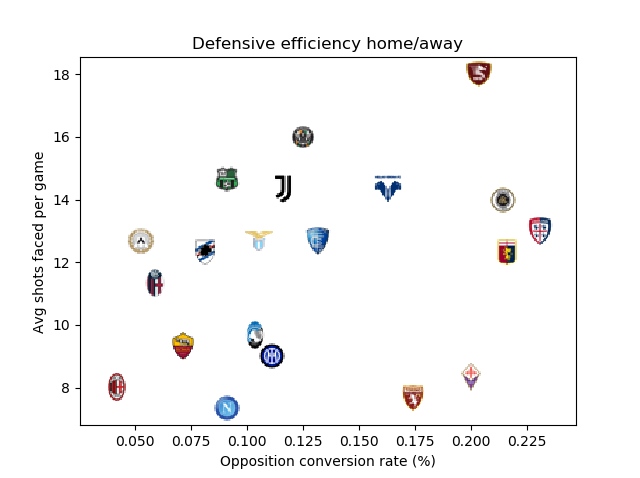 Defensive efficiency home/away
18
16
14
12
10
8
Avg shots faced per game
0.050 0.075 0.100 0.125 0.150 0.175 0.200 0.225
Opposition conversion rate (%)